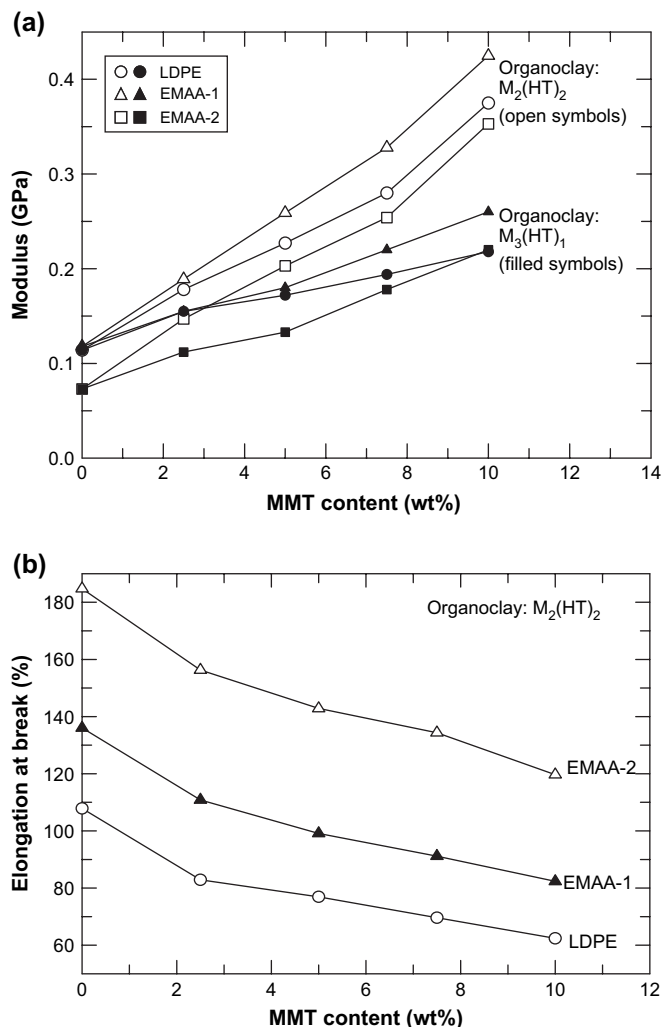 (a)
LDPE
EMAA-1
EMAA-2
Organoclay:
M₂(HT)₂
(open symbols)
Organoclay:
M₃(HT)₁
(filled symbols)
Modulus (GPa)
0.4
0.3
0.2
0.1
0.0
0 2 4 6 8 10 12 14
MMT content (wt%)
(b)
Organoclay: M₂(HT)₂
Elongation at break (%)
180
160
140
120
100
80
60
EMAA-2
EMAA-1
LDPE
0 2 4 6 8 10 12
MMT content (wt%)